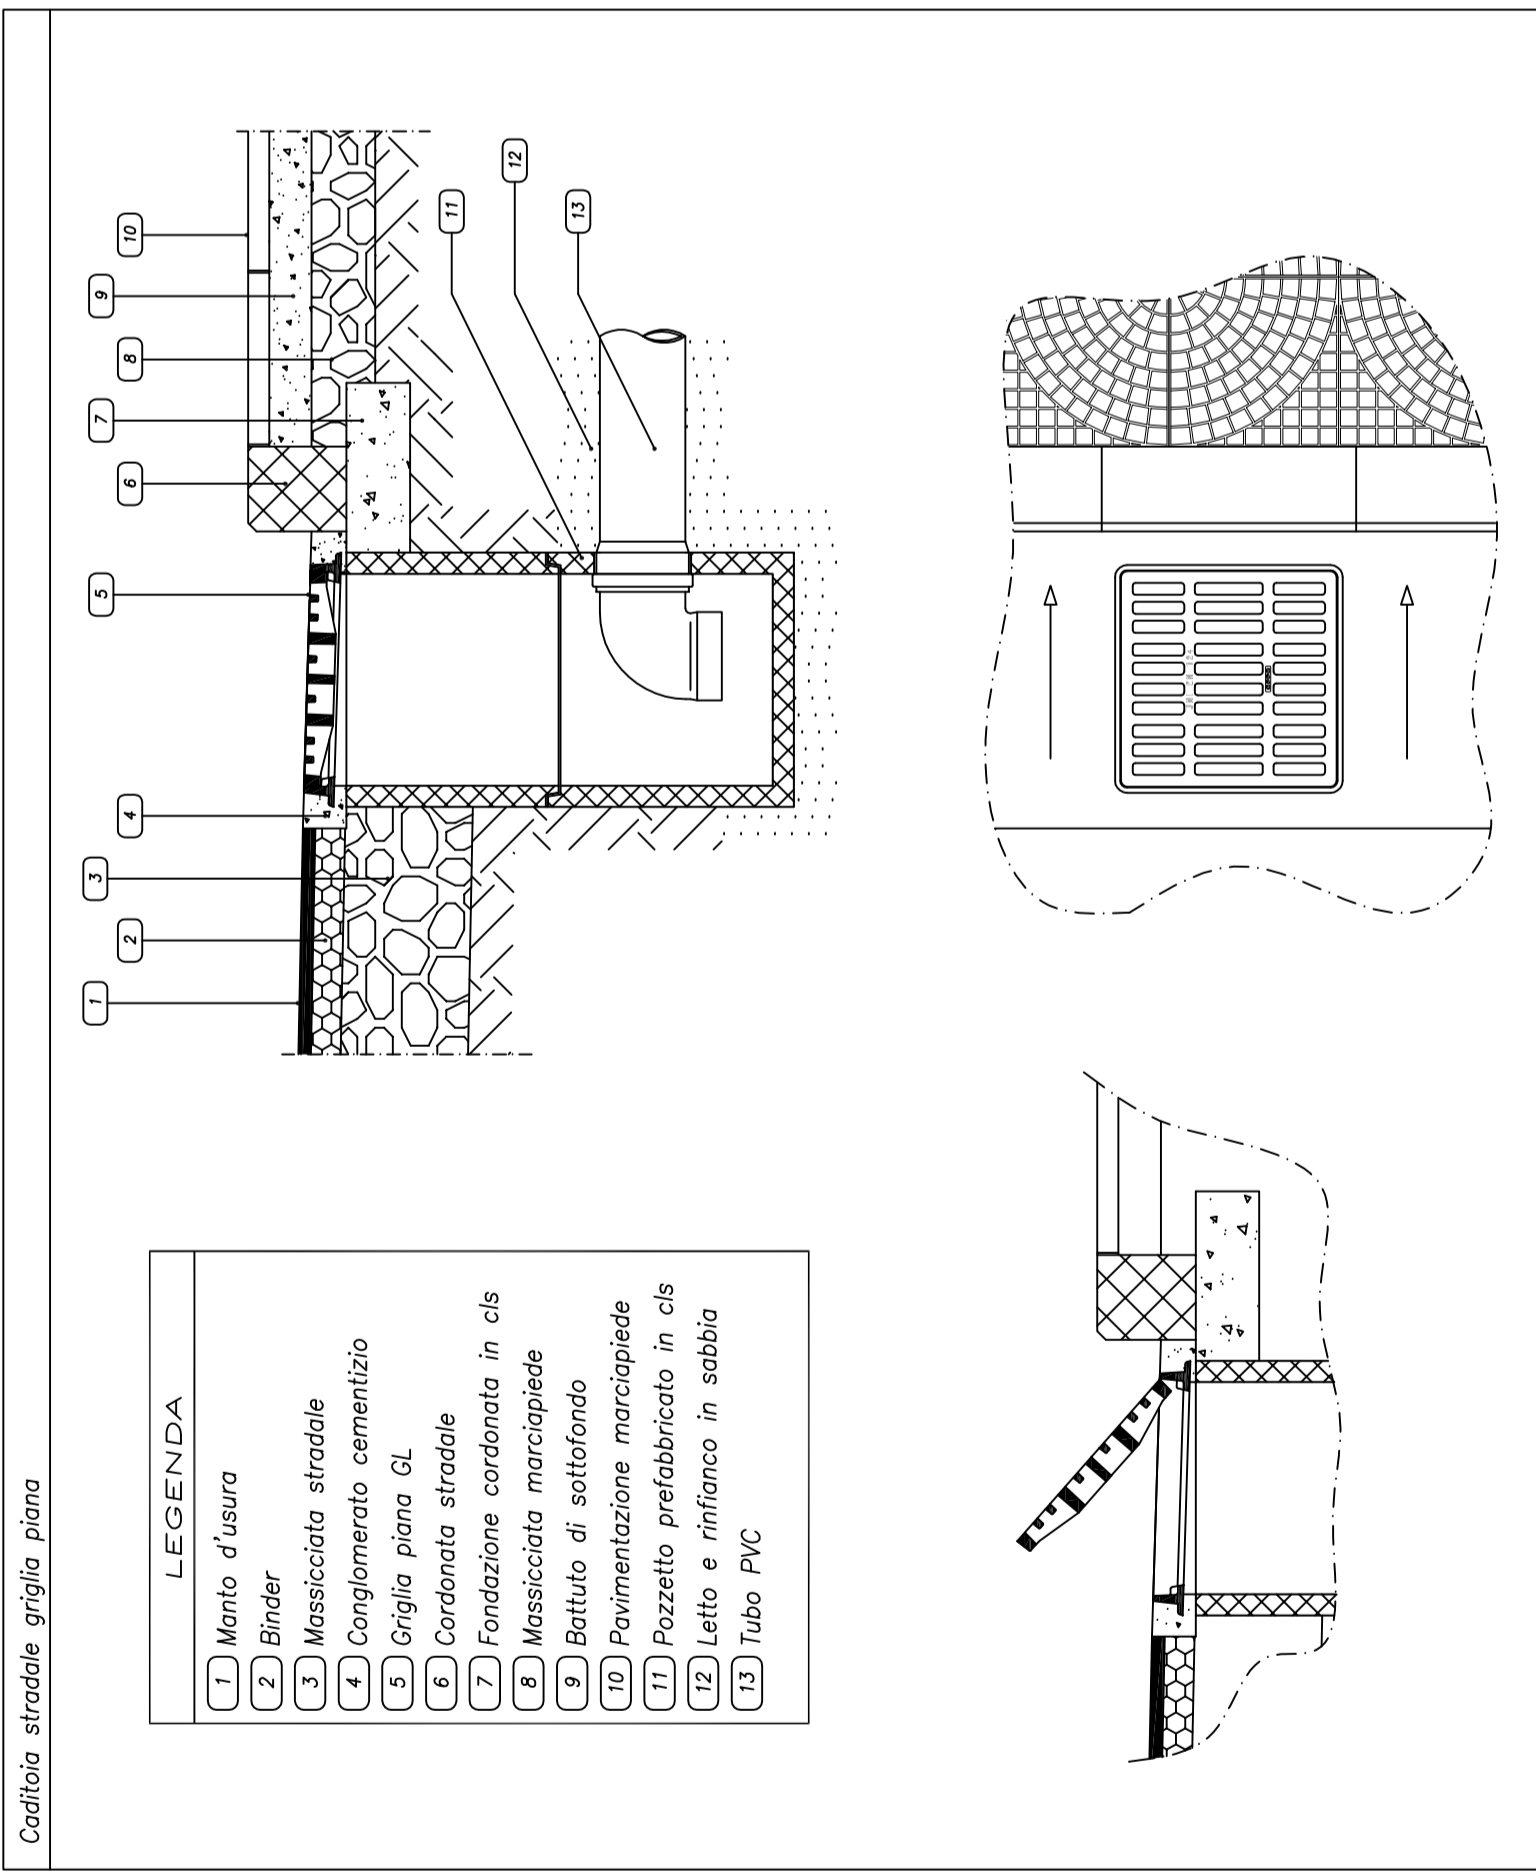 Caditoia stradale griglia piana
LEGENDA
1 Manto d'usura
2 Binder
3 Massicciata stradale
4 Conglomerato cementizio
5 Griglia piana GL
6 Cordonata stradale
7 Fondazione cordonata in cls
8 Massicciata marciapiede
9 Battuto di sottofondo
10 Pavimentazione marciapiede
11 Pozzetto prefabbricato in cls
12 Letto e rinfianco in sabbia
13 Tubo PVC
1
2
3
4
5
6
7
8
9
10
11
12
13